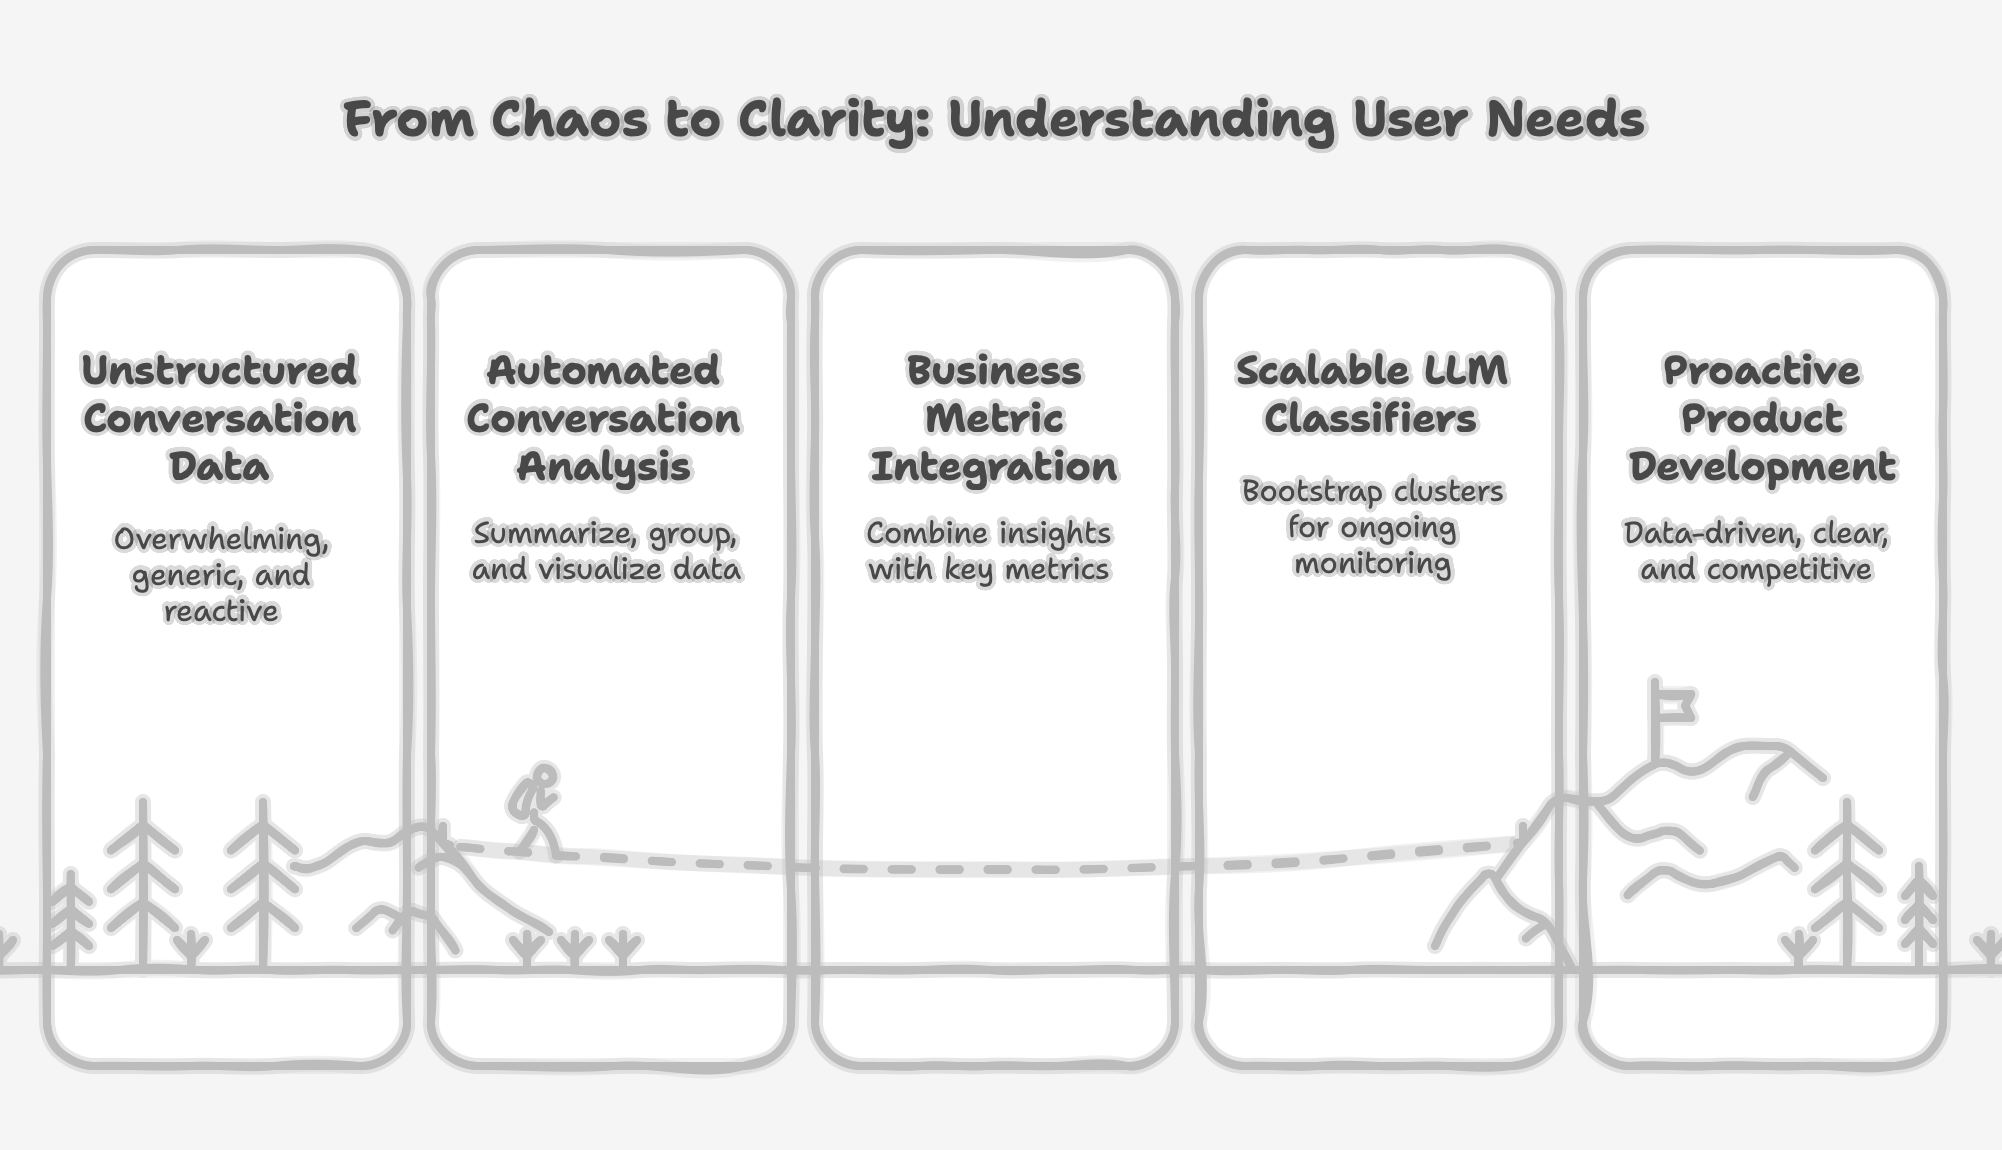 From Chaos to Clarity: Understanding User Needs
Unstructured
Conversation
Data
Overwhelming,
generic, and
reactive
Automated
Conversation
Analysis
Summarize, group,
and visualize data
Business
Metric
Integration
Combine insights
with key metrics
Scalable LLM
Classifiers
Bootstrap clusters
for ongoing
monitoring
Proactive
Product
Development
Data-driven, clear,
and competitive